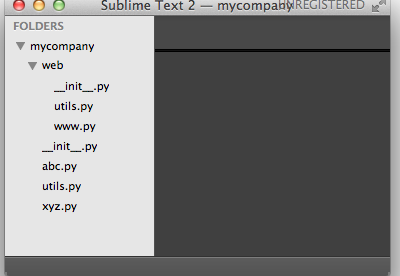 Sublime Text 2 — mycompany
UNREGISTERED
FOLDERS
mycompany
web
__init__.py
utils.py
www.py
__init__.py
abc.py
utils.py
xyz.py